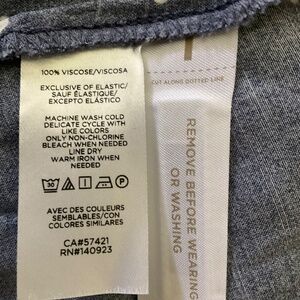 100% VISCOSE/VISCOSA
EXCLUSIVE OF ELASTIC/
SAUF ÉLASTIQUE/
EXCEPTO ELÁSTICO
MACHINE WASH COLD
DELICATE CYCLE WITH
LIKE COLORS
ONLY NON-CHLORINE
BLEACH WHEN NEEDED
LINE DRY
WARM IRON WHEN
NEEDED
30
P
AVEC DES COULEURS
SEMBLABLES/CON
COLORES SIMILARES
CA#57421
RN#140923
CUT ALONG DOTTED LINE
REMOVE BEFORE WEARING
OR WASHING